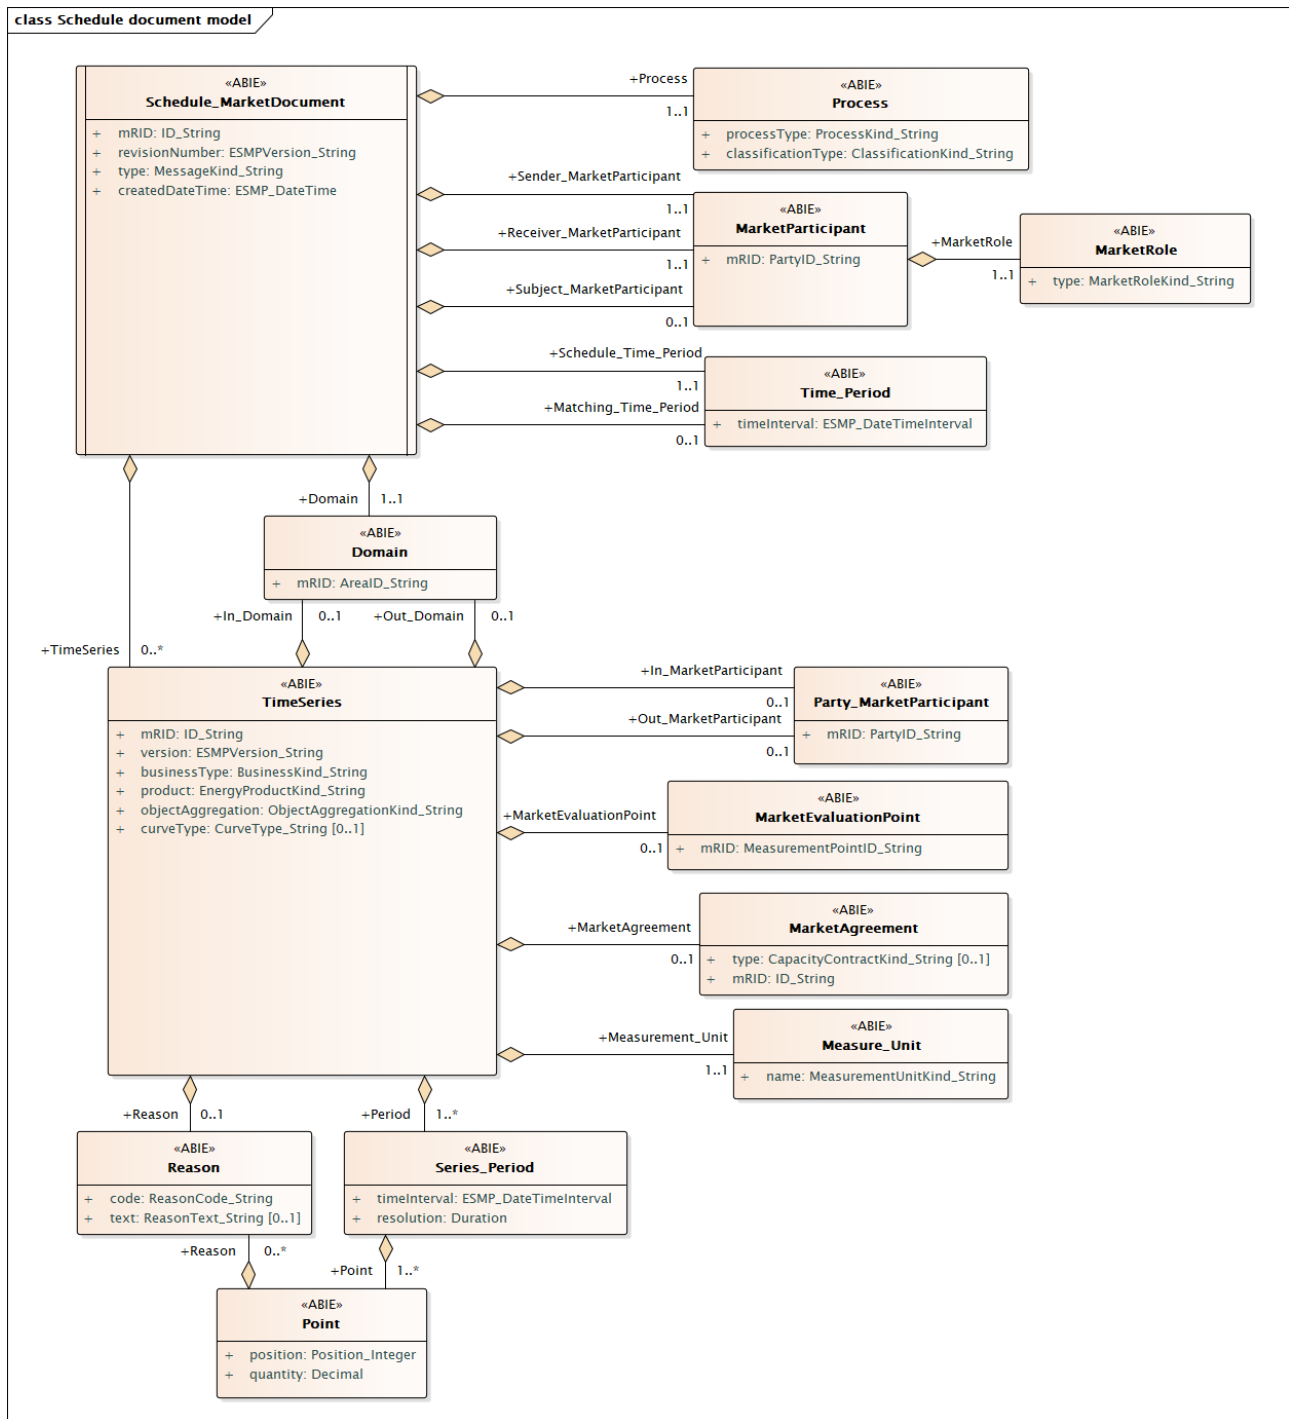 class Schedule document model
«ABIE»
Schedule_MarketDocument
+ mRID: ID_String
+ revisionNumber: ESMPVersion_String
+ type: MessageKind_String
+ createdDateTime: ESMP_DateTime
+Process
1..1
«ABIE»
Process
+ processType: ProcessKind_String
+ classificationType: ClassificationKind_String
+Sender_MarketParticipant
1..1
+Receiver_MarketParticipant
1..1
+Subject_MarketParticipant
0..1
«ABIE»
MarketParticipant
+ mRID: PartyID_String
+MarketRole
1..1
«ABIE»
MarketRole
+ type: MarketRoleKind_String
+Schedule_Time_Period
1..1
+Matching_Time_Period
0..1
«ABIE»
Time_Period
+ timeInterval: ESMP_DateTimeInterval
+Domain 1..1
«ABIE»
Domain
+ mRID: AreaID_String
+In_Domain 0..1
+Out_Domain 0..1
+TimeSeries 0..*
«ABIE»
TimeSeries
+ mRID: ID_String
+ version: ESMPVersion_String
+ businessType: BusinessKind_String
+ product: EnergyProductKind_String
+ objectAggregation: ObjectAggregationKind_String
+ curveType: CurveType_String [0..1]
+In_MarketParticipant
0..1
+Out_MarketParticipant
0..1
«ABIE»
Party_MarketParticipant
+ mRID: PartyID_String
+MarketEvaluationPoint
0..1
«ABIE»
MarketEvaluationPoint
+ mRID: MeasurementPointID_String
+MarketAgreement
0..1
«ABIE»
MarketAgreement
+ type: CapacityContractKind_String [0..1]
+ mRID: ID_String
+Measurement_Unit
1..1
«ABIE»
Measure_Unit
+ name: MeasurementUnitKind_String
+Reason 0..1
+Period 1..*
«ABIE»
Reason
+ code: ReasonCode_String
+ text: ReasonText_String [0..1]
«ABIE»
Series_Period
+ timeInterval: ESMP_DateTimeInterval
+ resolution: Duration
+Reason 0..*
+Point 1..*
«ABIE»
Point
+ position: Position_Integer
+ quantity: Decimal